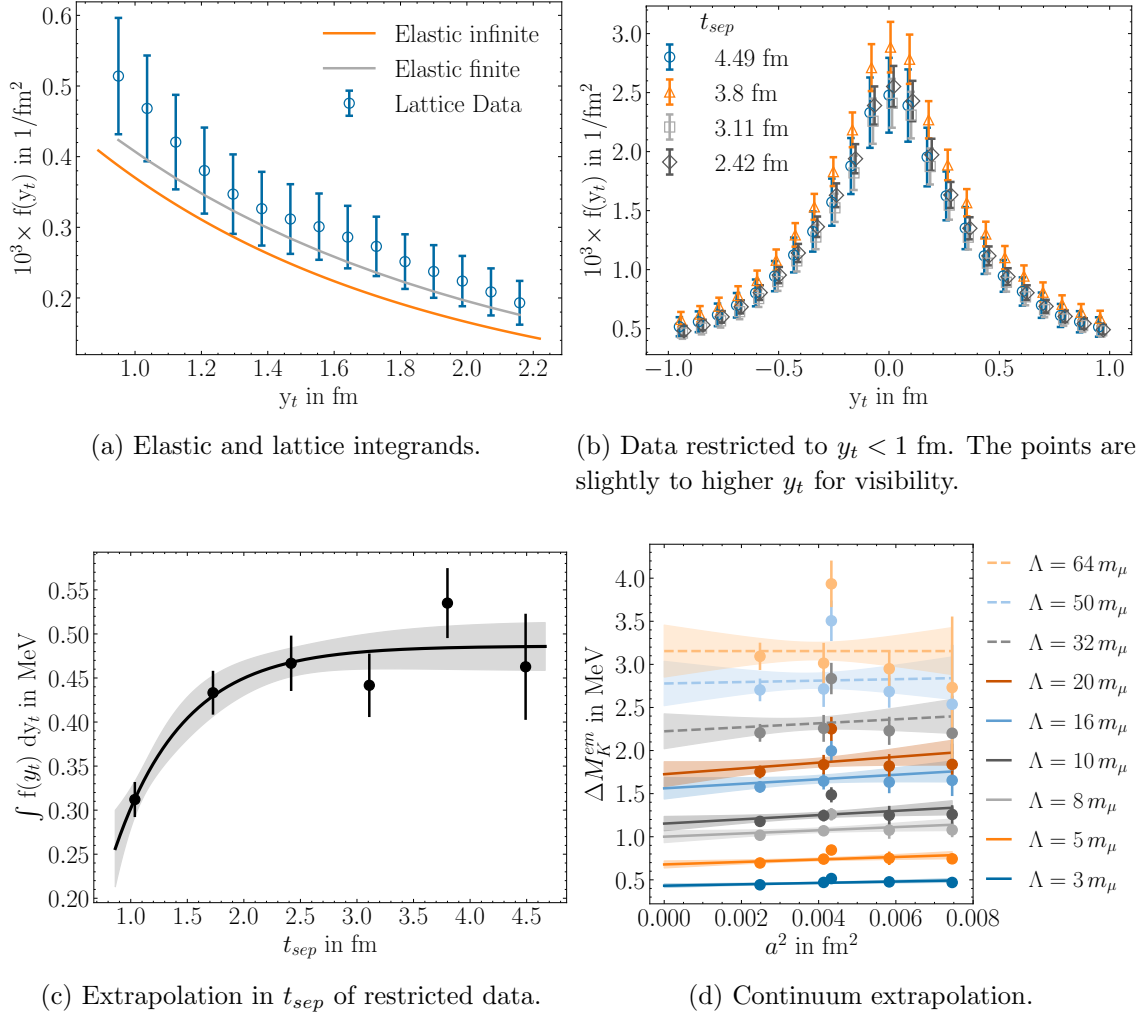 0.6
0.5
0.4
0.3
0.2
10³ × f(y_t) in 1/fm²
Elastic infinite
Elastic finite
Lattice Data
1.0 1.2 1.4 1.6 1.8 2.0 2.2
y_t in fm
(a) Elastic and lattice integrands.
3.0
2.5
2.0
1.5
1.0
0.5
10³ × f(y_t) in 1/fm²
t_sep
4.49 fm
3.8 fm
3.11 fm
2.42 fm
−1.0 −0.5 0.0 0.5 1.0
y_t in fm
(b) Data restricted to y_t < 1 fm. The points are
slightly to higher y_t for visibility.
0.55
0.50
0.45
0.40
0.35
0.30
0.25
0.20
∫ f(y_t) dy_t in MeV
1.0 1.5 2.0 2.5 3.0 3.5 4.0 4.5
t_sep in fm
(c) Extrapolation in t_sep of restricted data.
4.0
3.5
3.0
2.5
2.0
1.5
1.0
0.5
ΔM_K^em in MeV
0.000 0.002 0.004 0.006 0.008
a² in fm²
Λ = 64 m_μ
Λ = 50 m_μ
Λ = 32 m_μ
Λ = 20 m_μ
Λ = 16 m_μ
Λ = 10 m_μ
Λ = 8 m_μ
Λ = 5 m_μ
Λ = 3 m_μ
(d) Continuum extrapolation.